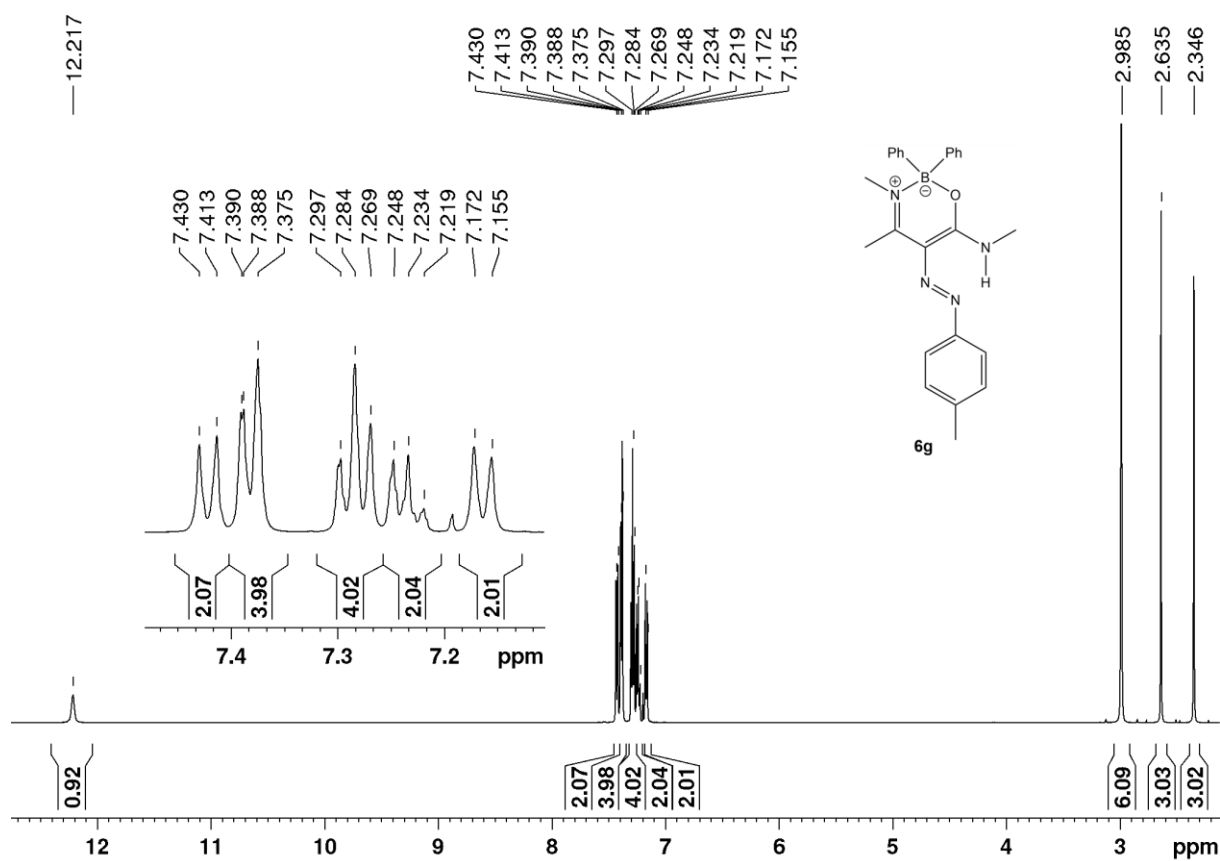 12.217
7.430
7.413
7.390
7.388
7.375
7.297
7.284
7.269
7.248
7.234
7.219
7.172
7.155
2.985
2.635
2.346
7.430
7.413
7.390
7.388
7.375
7.297
7.284
7.269
7.248
7.234
7.219
7.172
7.155
Ph Ph
B
⊖
⊕
N O
N
H
N
N
6g
2.07 3.98 4.02 2.04 2.01
7.4 7.3 7.2 ppm
0.92 2.07 3.98 4.02 2.04 2.01 6.09 3.03 3.02
12 11 10 9 8 7 6 5 4 3 ppm